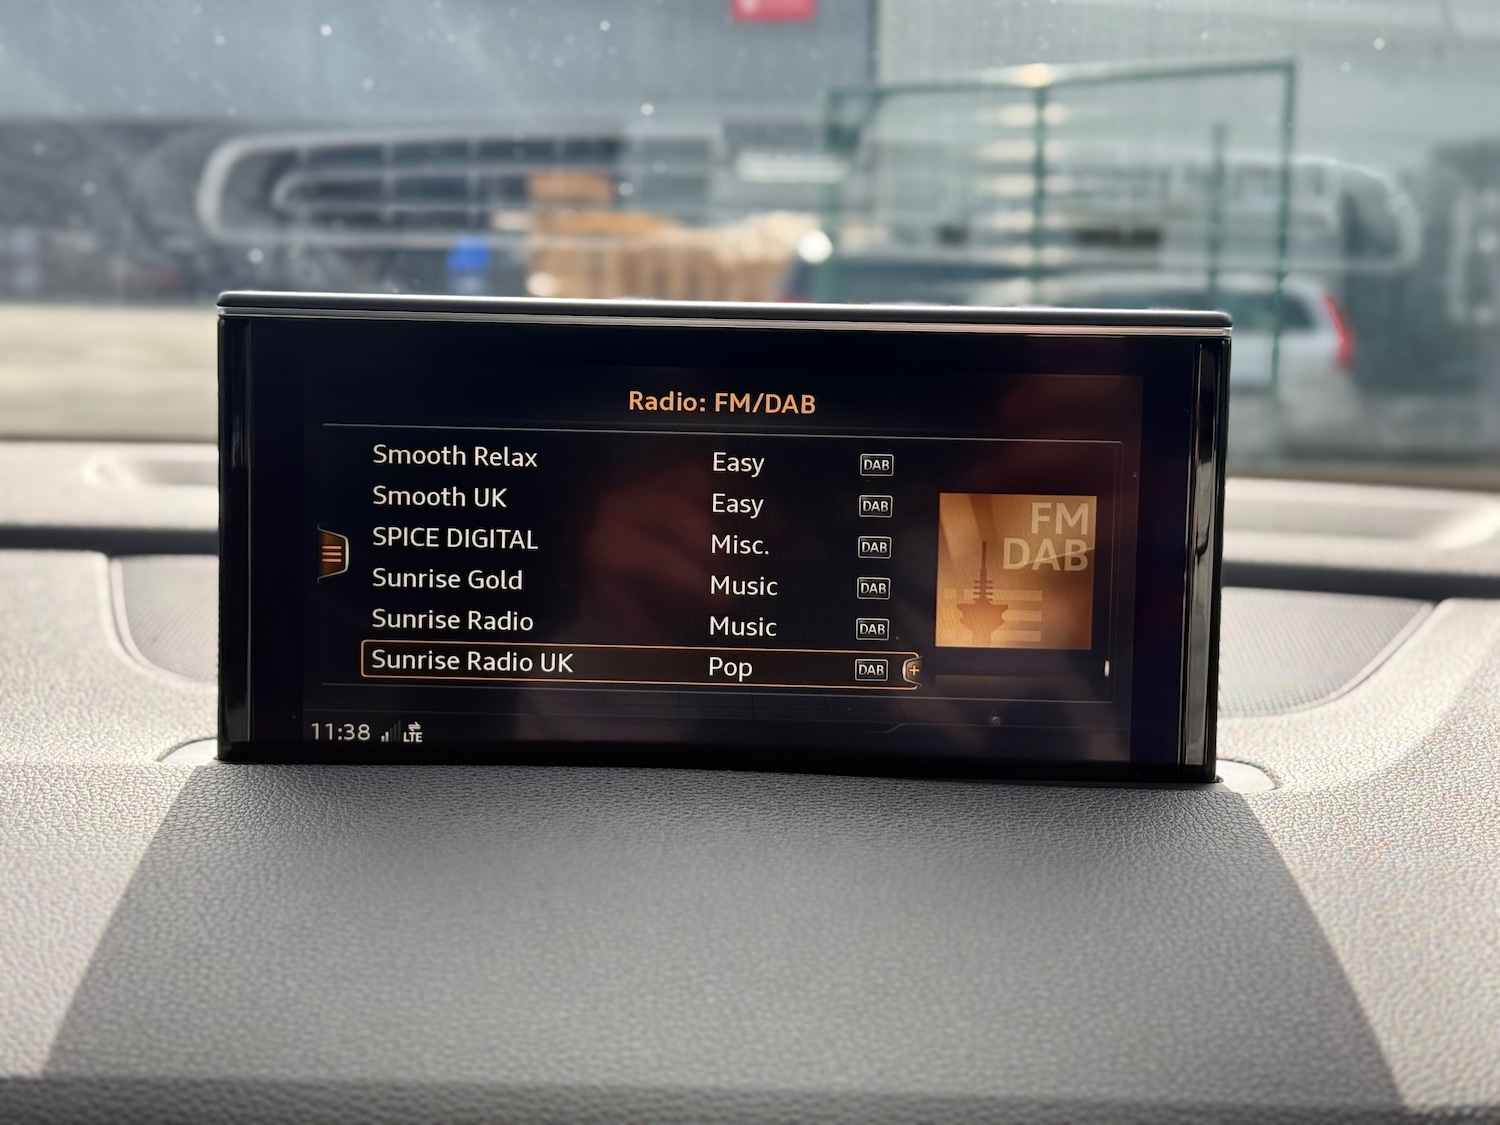 Radio: FM/DAB
Smooth Relax Easy DAB
Smooth UK Easy DAB
SPICE DIGITAL Misc. DAB
Sunrise Gold Music DAB
Sunrise Radio Music DAB
Sunrise Radio UK Pop DAB
FM
DAB
11:38 LTE